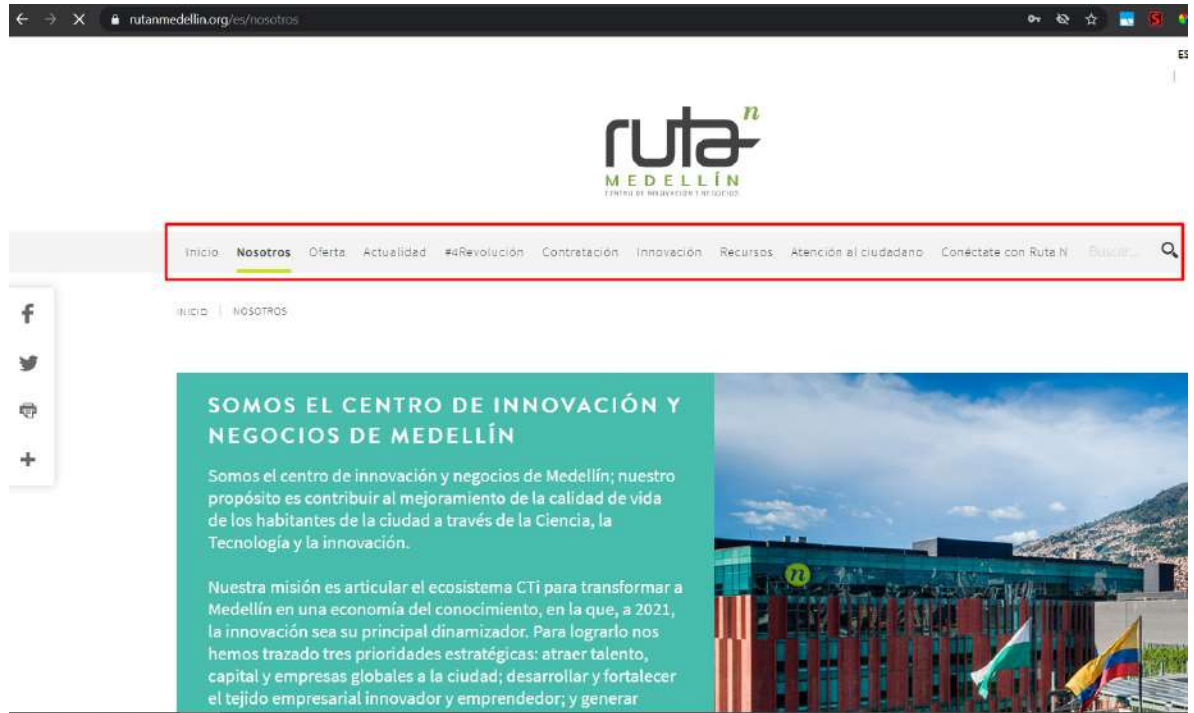 rutanmedellin.org/es/nosotros
ES
ruta n
MEDELLÍN
CENTRO DE INNOVACIÓN Y NEGOCIOS
Inicio Nosotros Oferta Actualidad #4Revolución Contratación Innovación Recursos Atención al ciudadano Conéctate con Ruta N Buscar...
INICIO | NOSOTROS
SOMOS EL CENTRO DE INNOVACIÓN Y
NEGOCIOS DE MEDELLÍN
Somos el centro de innovación y negocios de Medellín; nuestro
propósito es contribuir al mejoramiento de la calidad de vida
de los habitantes de la ciudad a través de la Ciencia, la
Tecnología y la innovación.
Nuestra misión es articular el ecosistema CTi para transformar a
Medellín en una economía del conocimiento, en la que, a 2021,
la innovación sea su principal dinamizador. Para lograrlo nos
hemos trazado tres prioridades estratégicas: atraer talento,
capital y empresas globales a la ciudad; desarrollar y fortalecer
el tejido empresarial innovador y emprendedor; y generar
n